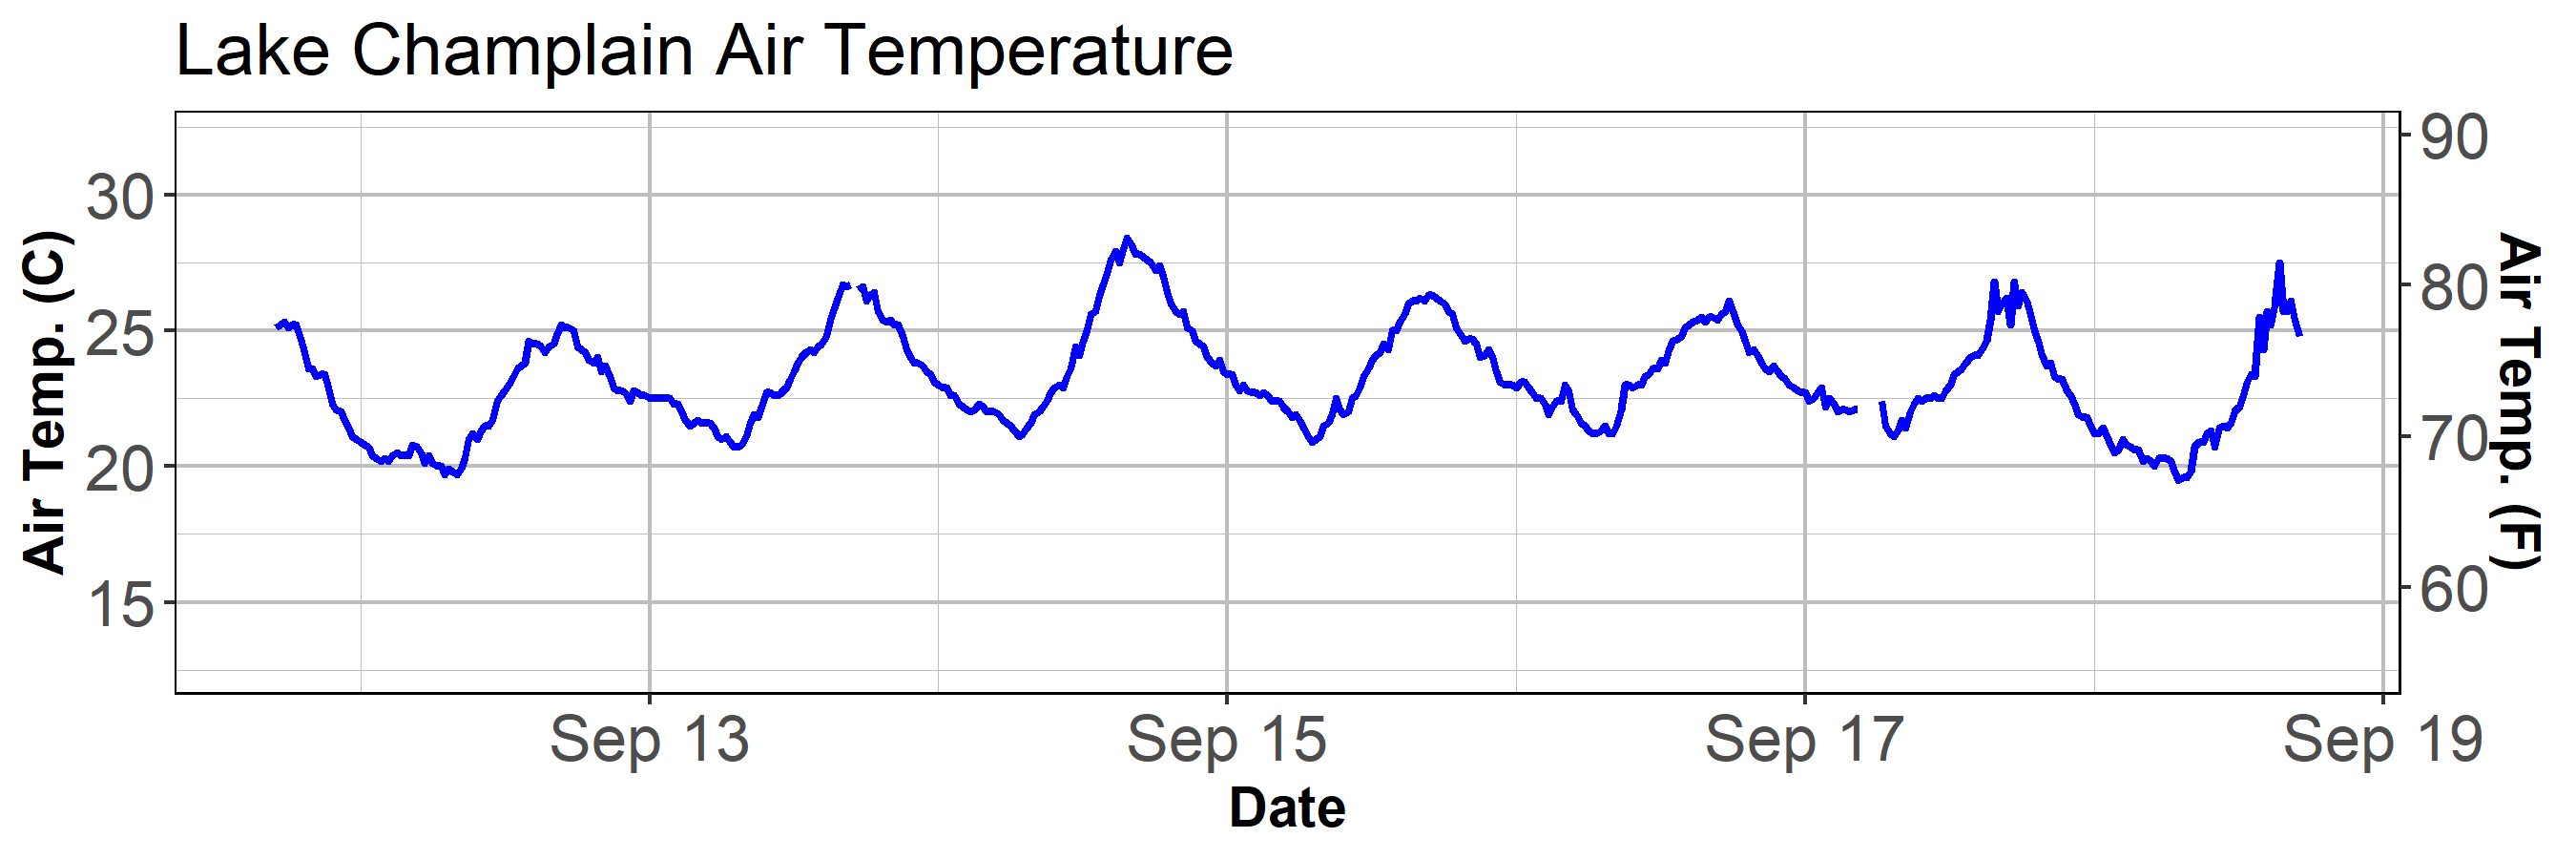 Lake Champlain Air Temperature
Air Temp. (C)
30
25
20
15
90
80
70
60
Air Temp. (F)
Sep 13
Sep 15
Sep 17
Sep 19
Date